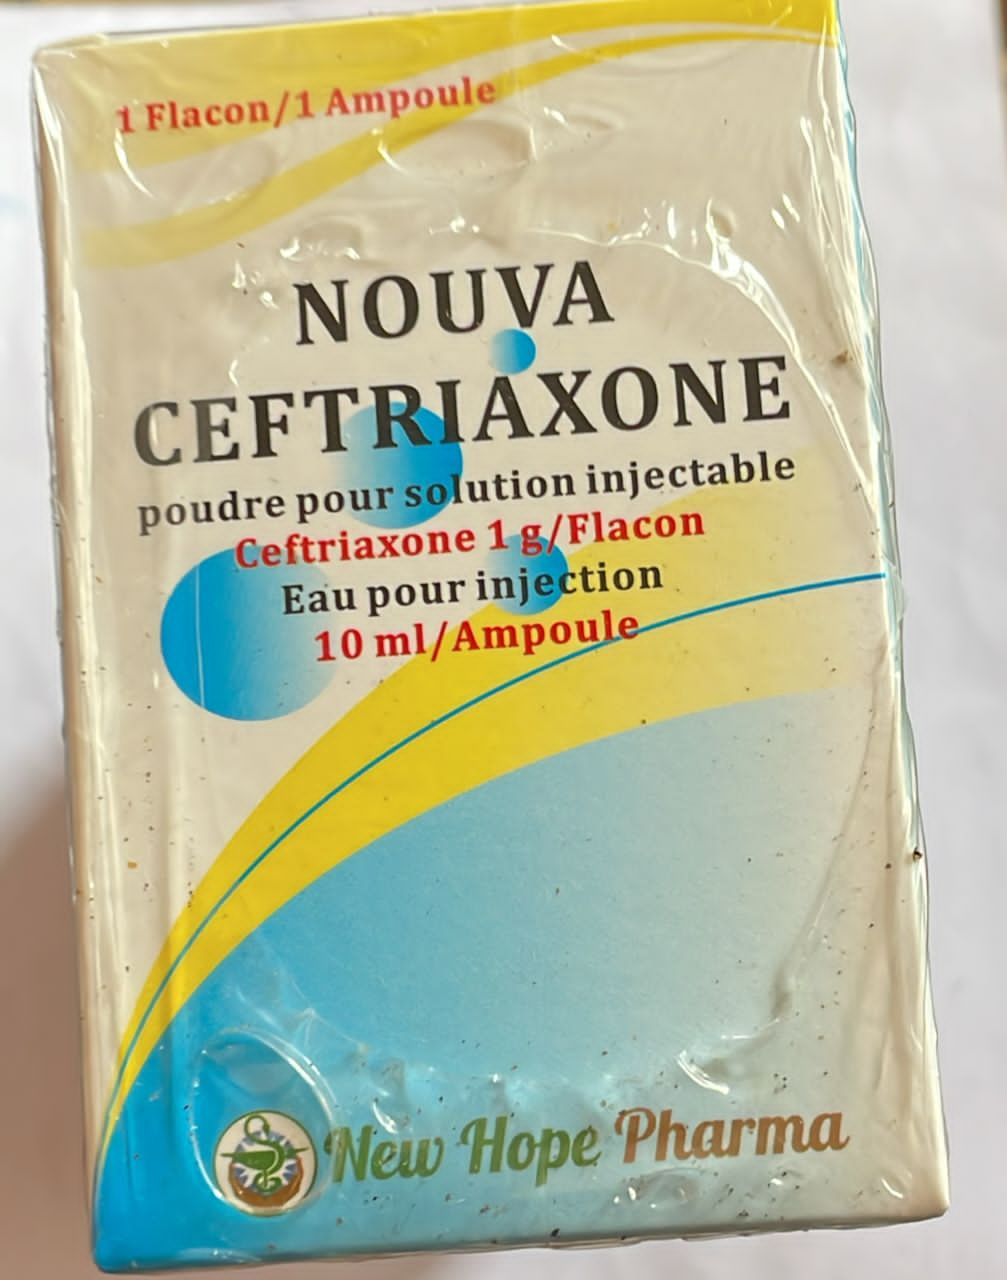 1 Flacon/1 Ampoule
NOUVA
CEFTRIAXONE
poudre pour solution injectable
Ceftriaxone 1 g/Flacon
Eau pour injection
10 ml/Ampoule
New Hope Pharma